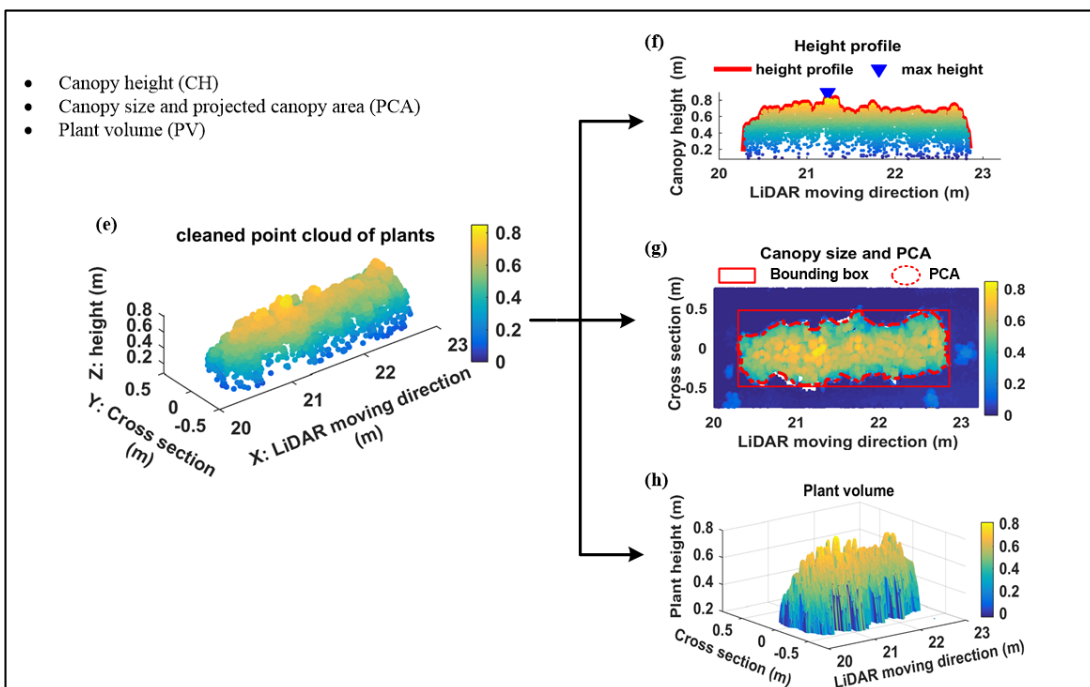 • Canopy height (CH)
• Canopy size and projected canopy area (PCA)
• Plant volume (PV)
(e)
cleaned point cloud of plants
Z: height (m)
0.8
0.6
0.4
0.2
0.5
0
-0.5
Y: Cross section
(m)
20
21
22
23
X: LiDAR moving direction
(m)
0.8
0.6
0.4
0.2
0
(f)
Height profile
height profile
max height
Canopy height (m)
0.8
0.6
0.4
0.2
20
21
22
23
LiDAR moving direction (m)
(g)
Canopy size and PCA
Bounding box
PCA
Cross section (m)
0.5
0
-0.5
20
21
22
23
LiDAR moving direction (m)
0.8
0.6
0.4
0.2
0
(h)
Plant volume
Plant height (m)
0.8
0.6
0.4
0.2
0.5
0
-0.5
Cross section (m)
20
21
22
23
LiDAR moving direction (m)
0.8
0.6
0.4
0.2
0